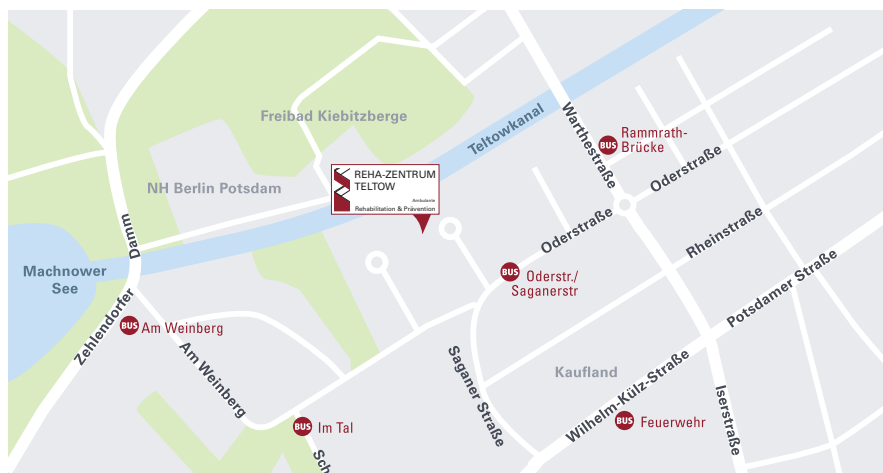 Freibad Kiebitzberge
Teltowkanal
Warthestraße
BUS
Rammrath-
Brücke
Oderstraße
NH Berlin Potsdam
REHA-ZENTRUM
TELTOW
Ambulante
Rehabilitation & Prävention
Damm
Oderstraße
Rheinstraße
Machnower
See
BUS
Oderstr./
Saganerstr
Potsdamer Straße
Zehlendorfer
BUS
Am Weinberg
Am Weinberg
Saganer Straße
Kaufland
Wilhelm-Külz-Straße
Iserstraße
BUS
Im Tal
BUS
Feuerwehr
Sch